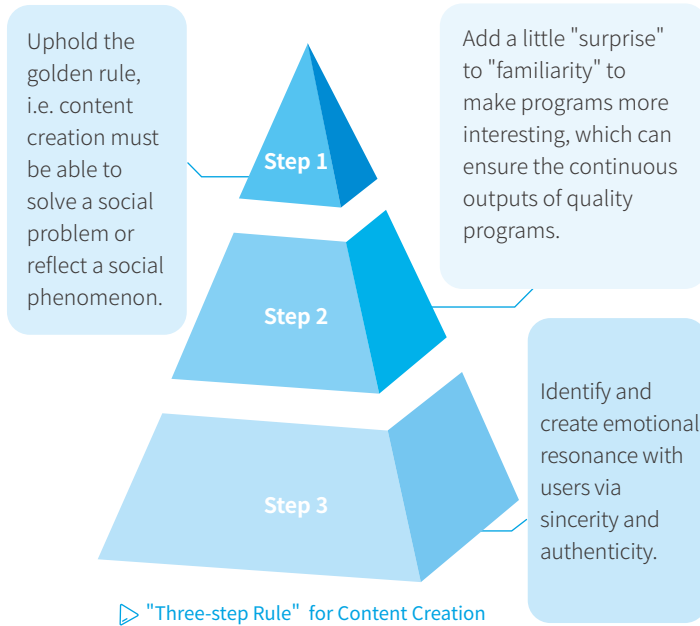 Uphold the
golden rule,
i.e. content
creation must
be able to
solve a social
problem or
reflect a social
phenomenon.
Add a little "surprise"
to "familiarity" to
make programs more
interesting, which can
ensure the continuous
outputs of quality
programs.
Step 1
Step 2
Step 3
Identify and
create emotional
resonance with
users via
sincerity and
authenticity.
"Three-step Rule" for Content Creation